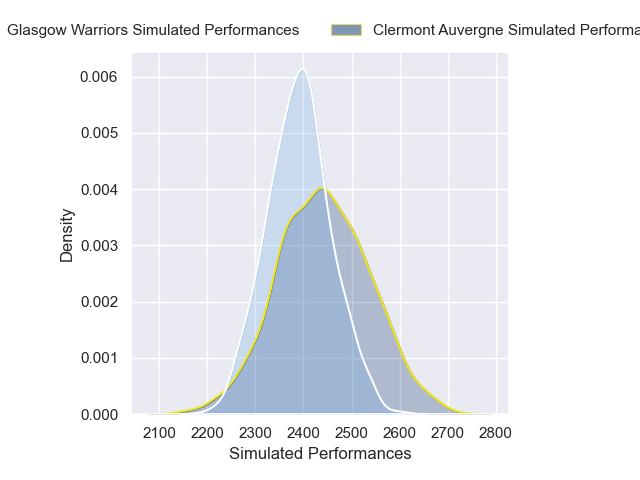 Glasgow Warriors Simulated Performances
Clermont Auvergne Simulated Performa
0.006
0.005
0.004
0.003
0.002
0.001
0.000
Density
2100 2200 2300 2400 2500 2600 2700 2800
Simulated Performances